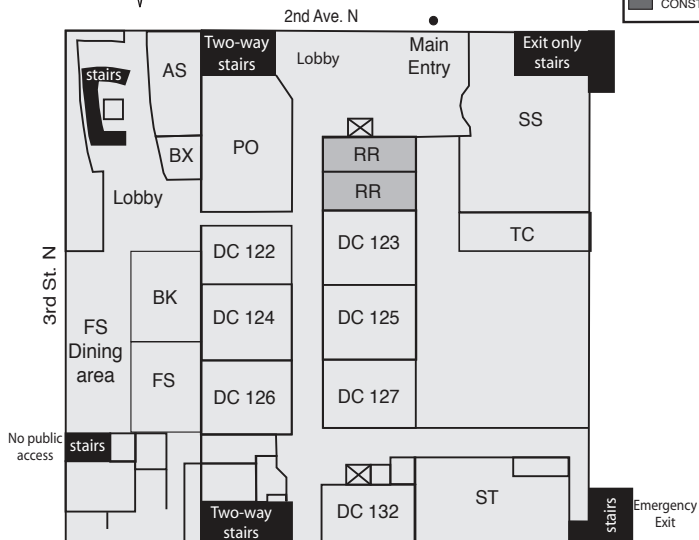 CONST
2nd Ave. N
Two-way
stairs
Lobby
Main
Entry
Exit only
stairs
stairs
AS
SS
BX
PO
RR
RR
Lobby
TC
DC 122
DC 123
3rd St. N
BK
DC 124
DC 125
FS
Dining
area
FS
DC 126
DC 127
No public
access
stairs
Two-way
stairs
DC 132
ST
stairs
Emergency
Exit